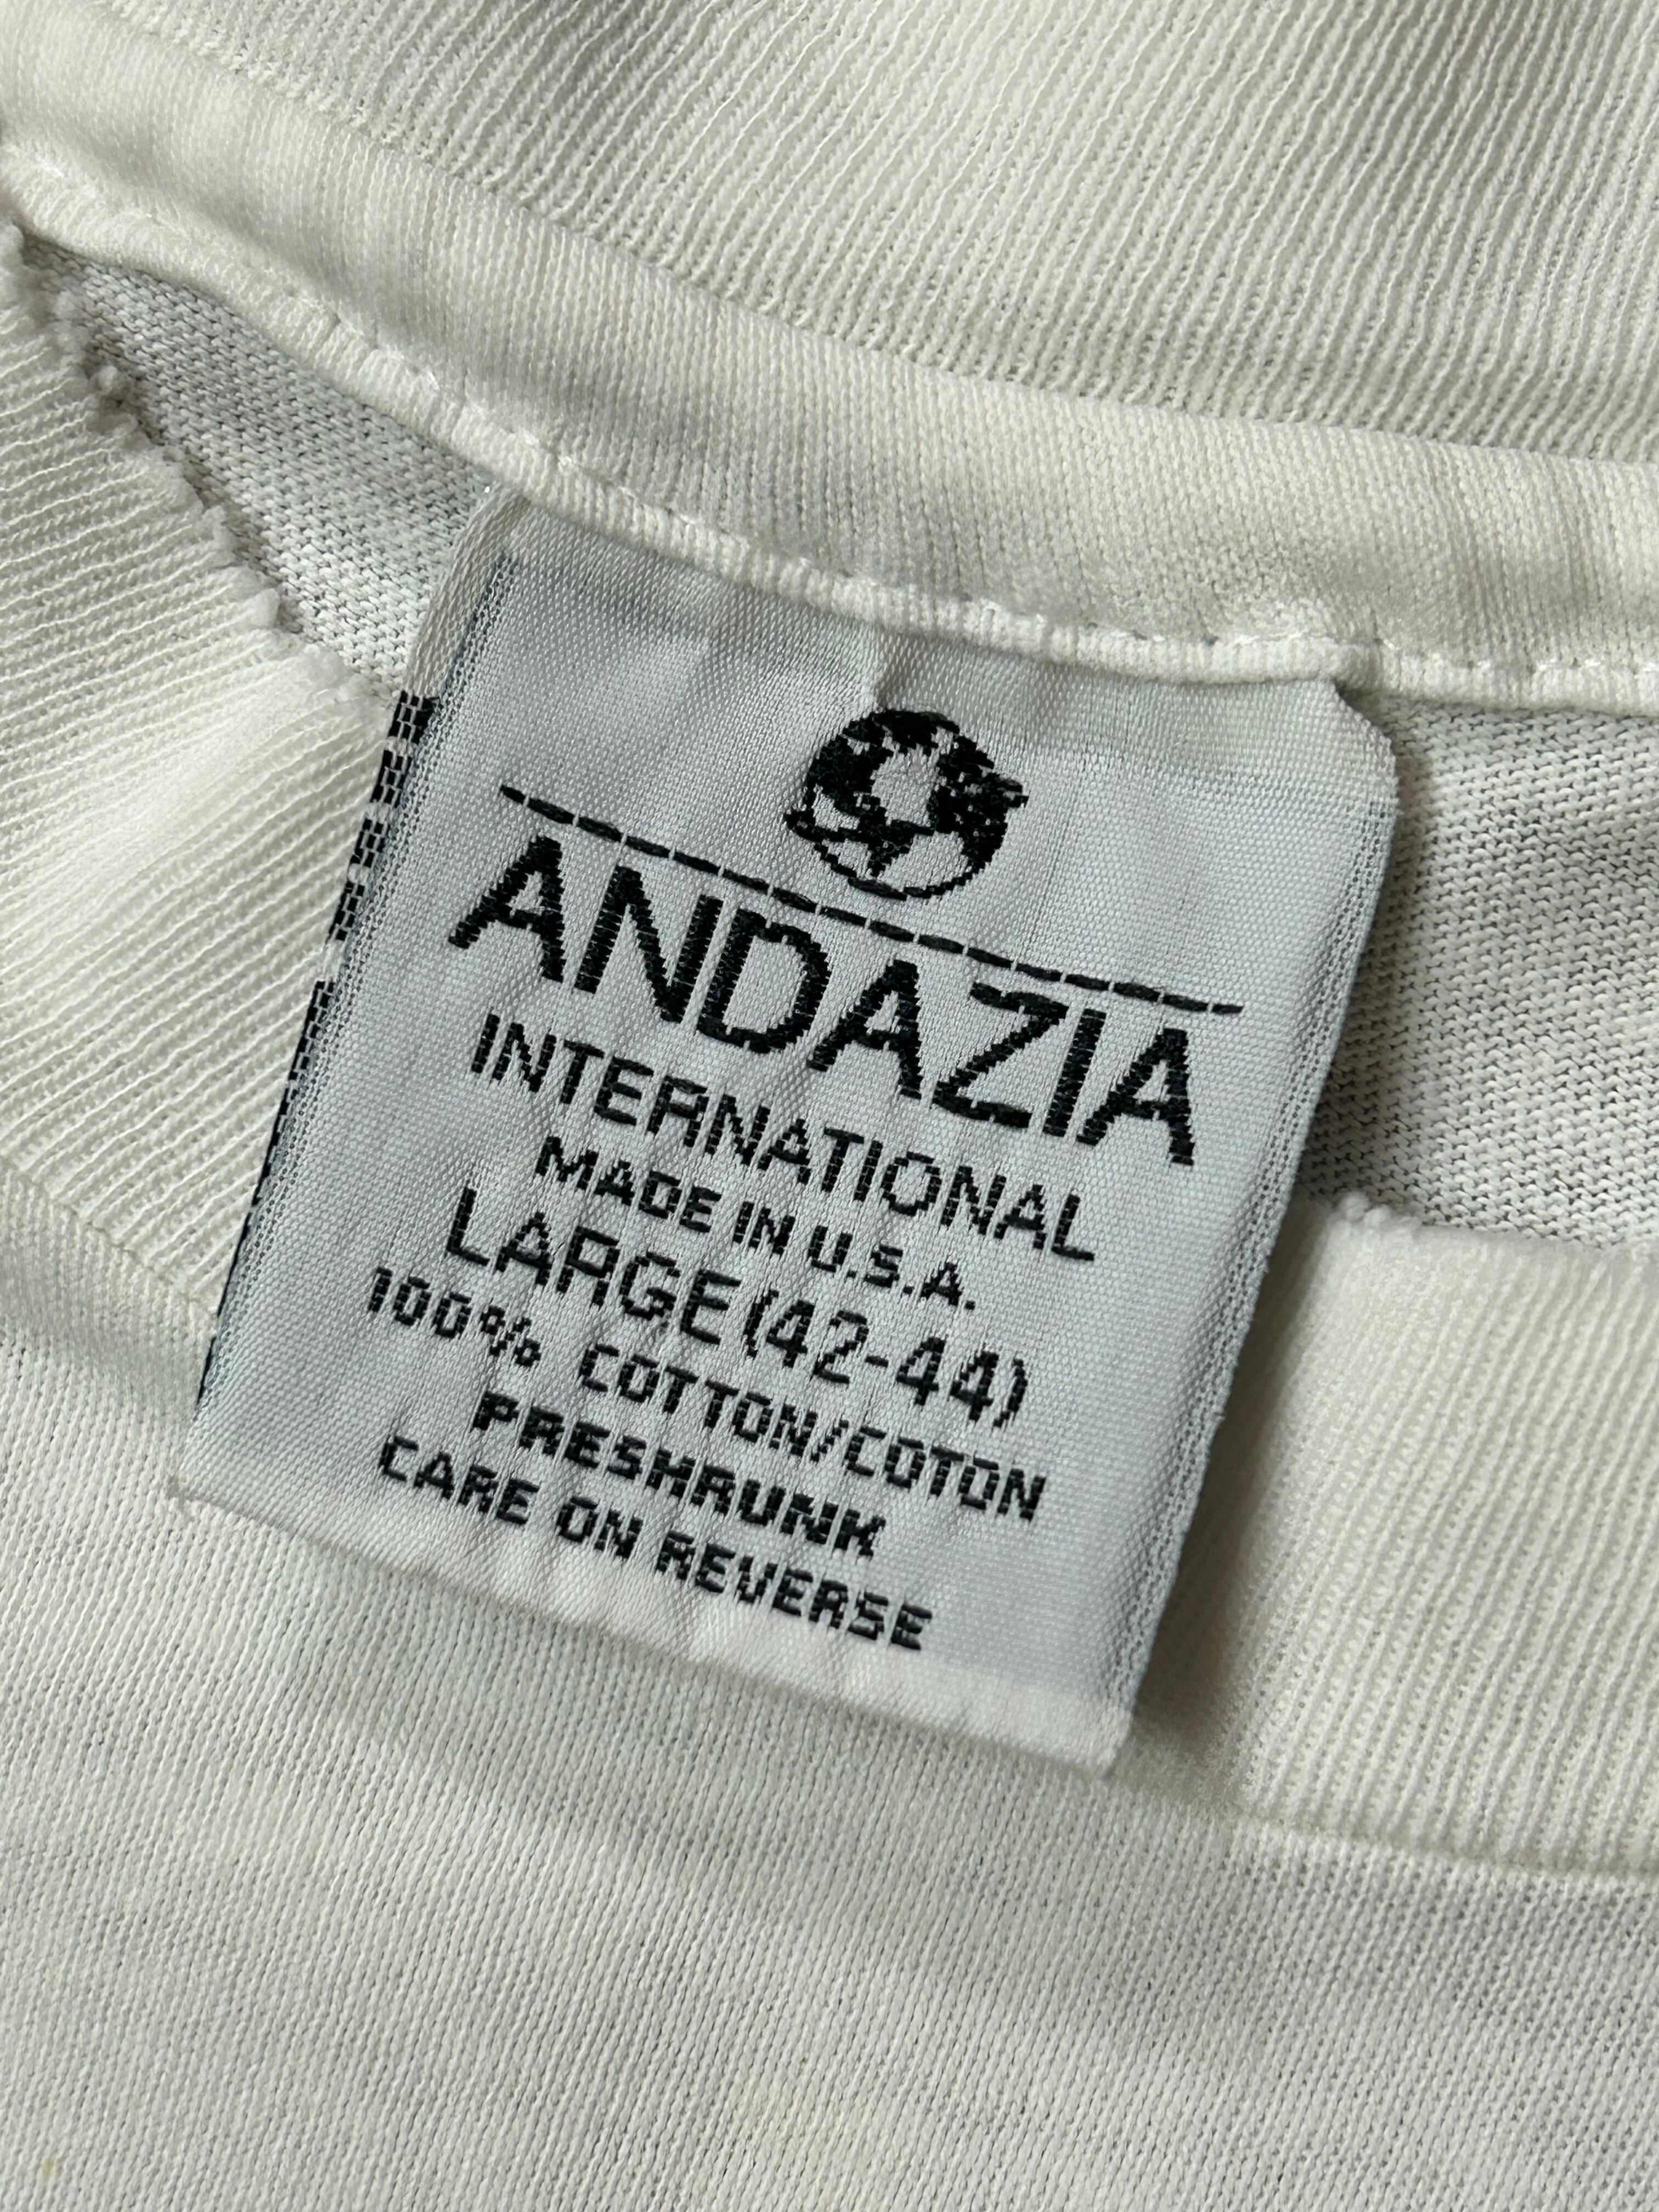 ANDAZIA
INTERNATIONAL
MADE IN U.S.A.
LARGE (42-44)
100% COTTON/COTON
PRESHRUNK
CARE ON REVERSE